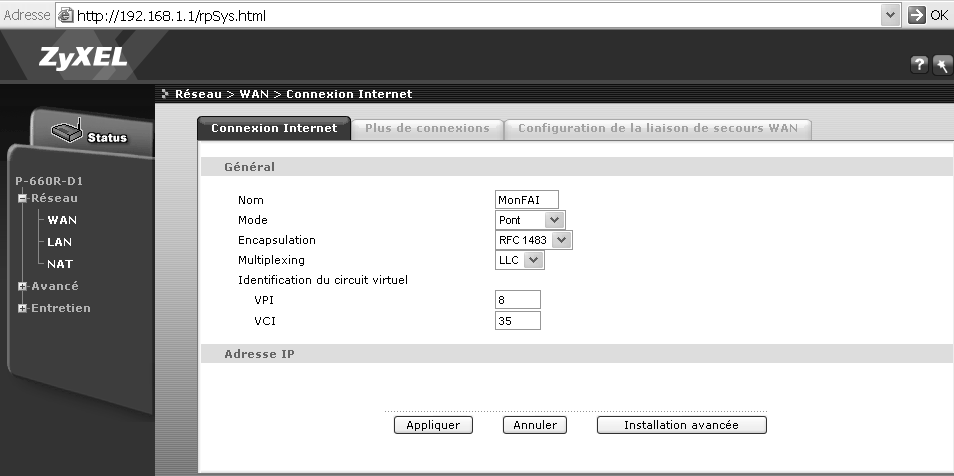 Adresse http://192.168.1.1/rpSys.html OK
ZyXEL
?
Réseau > WAN > Connexion Internet
Status
P-660R-D1
Réseau
WAN
LAN
NAT
Avancé
Entretien
Connexion Internet Plus de connexions Configuration de la liaison de secours WAN
Général
Nom MonFAI
Mode Pont
Encapsulation RFC 1483
Multiplexing LLC
Identification du circuit virtuel
VPI 8
VCI 35
Adresse IP
Appliquer Annuler Installation avancée